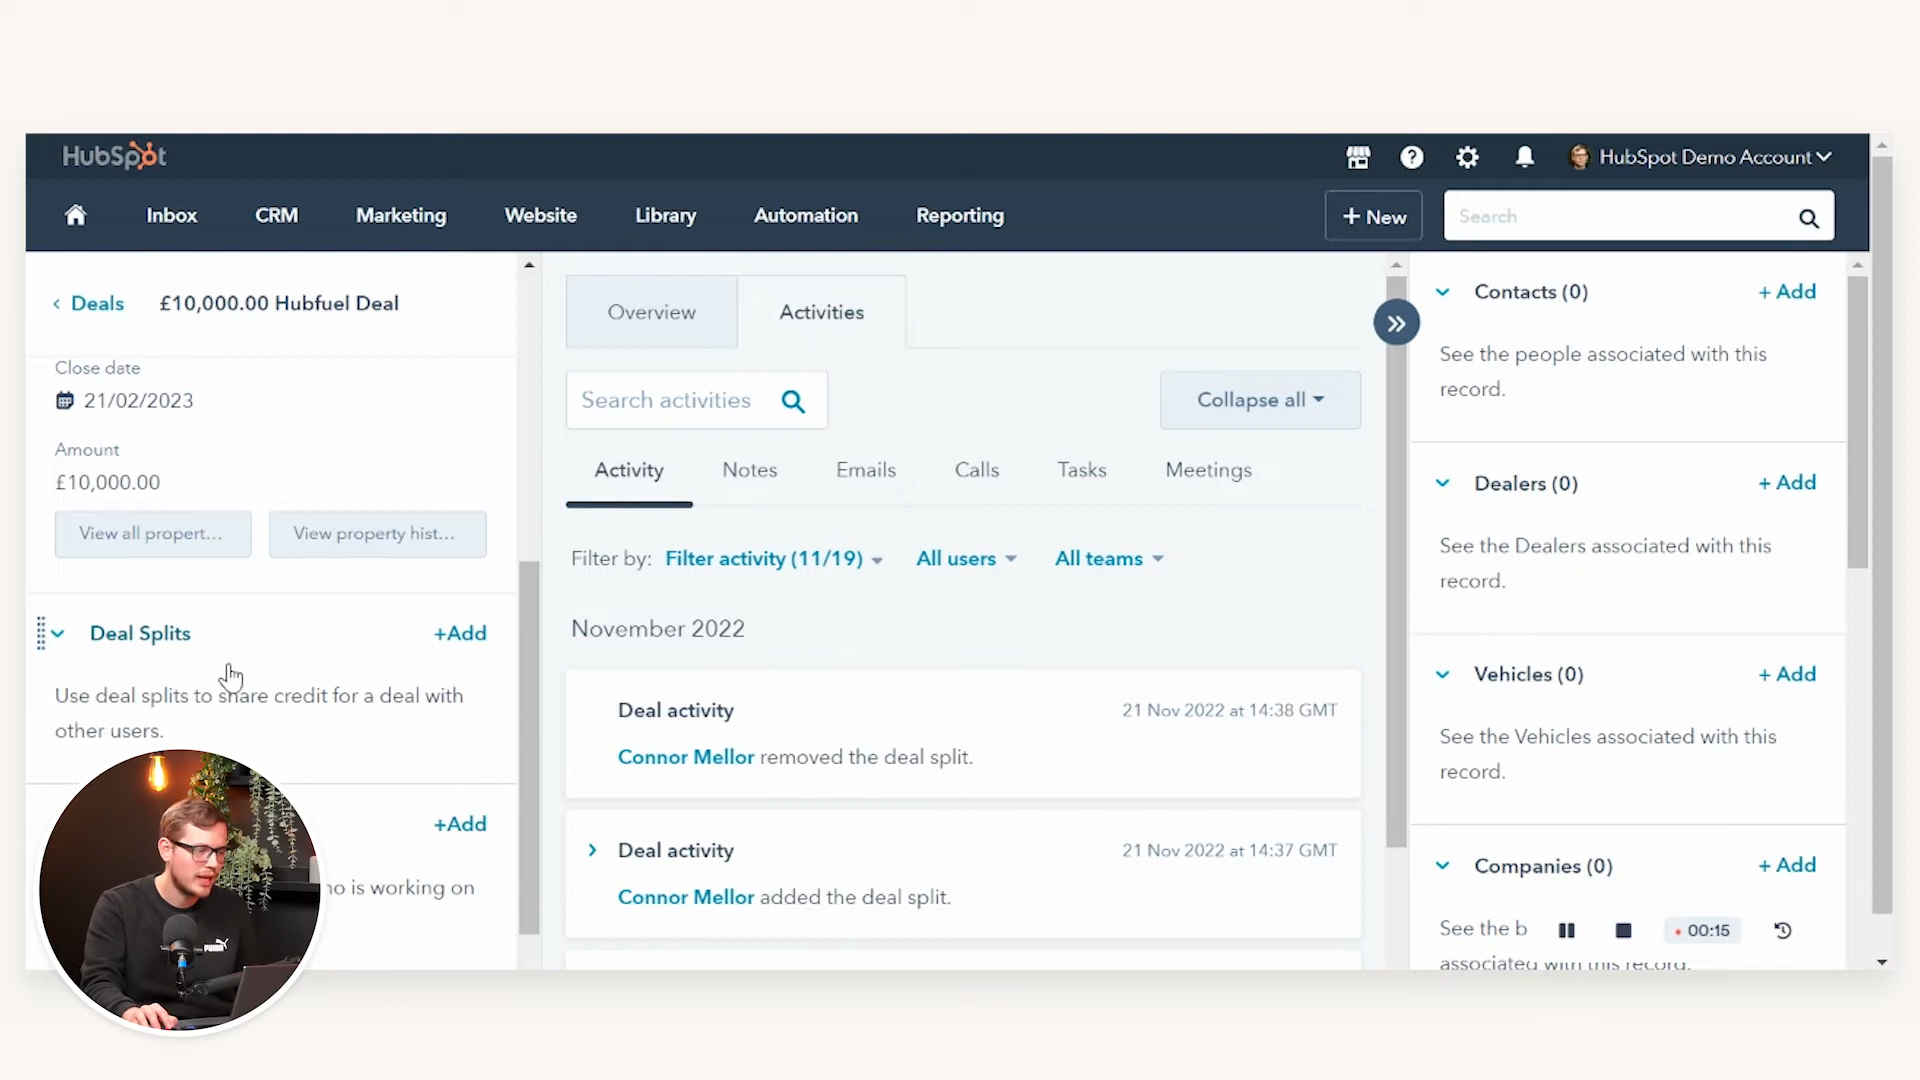 HubSpot
HubSpot Demo Account
Inbox
CRM
Marketing
Website
Library
Automation
Reporting
+ New
Search
Deals
£10,000.00 Hubfuel Deal
Close date
21/02/2023
Amount
£10,000.00
View all propert...
View property hist...
Deal Splits
+Add
Use deal splits to share credit for a deal with
other users.
+Add
ho is working on
PUMA
Overview
Activities
Search activities
Collapse all
Activity
Notes
Emails
Calls
Tasks
Meetings
Filter by:
Filter activity (11/19)
All users
All teams
November 2022
Deal activity
21 Nov 2022 at 14:38 GMT
Connor Mellor removed the deal split.
Deal activity
21 Nov 2022 at 14:37 GMT
Connor Mellor added the deal split.
Contacts (0)
+ Add
See the people associated with this
record.
Dealers (0)
+ Add
See the Dealers associated with this
record.
Vehicles (0)
+ Add
See the Vehicles associated with this
record.
Companies (0)
+ Add
See the b
00:15
associated with this record.